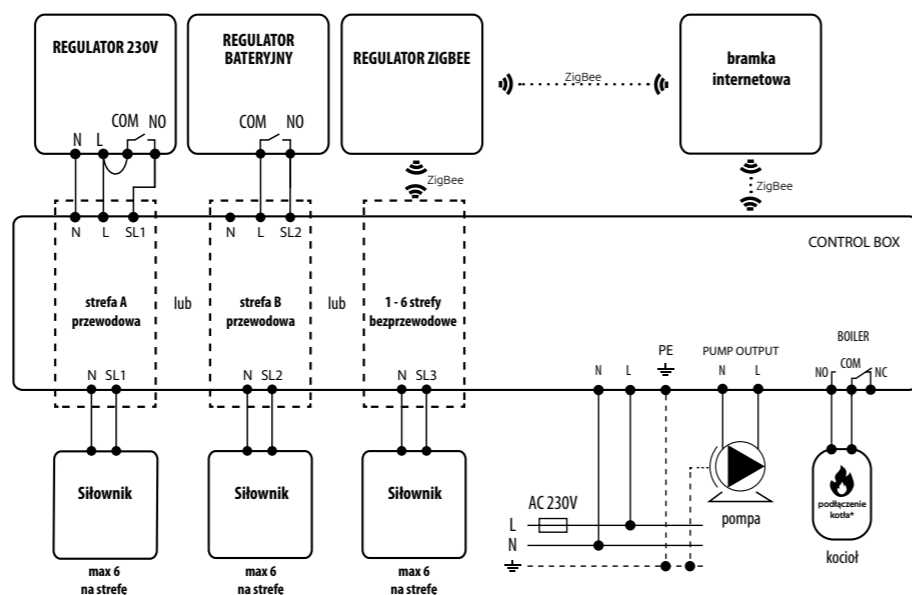 REGULATOR 230V
N L COM NO
REGULATOR
BATERYJNY
COM NO
REGULATOR ZIGBEE
ZigBee
bramka
internetowa
ZigBee
ZigBee
CONTROL BOX
N L SL1
strefa A
przewodowa
N SL1
lub
N L SL2
strefa B
przewodowa
N SL2
lub
1 - 6 strefy
bezprzewodowe
N SL3
N L PE
PUMP OUTPUT
N L
BOILER
NO COM NC
Siłownik
max 6
na strefę
Siłownik
max 6
na strefę
Siłownik
max 6
na strefę
AC 230V
L
N
pompa
podłączenie
kotła*
kocioł